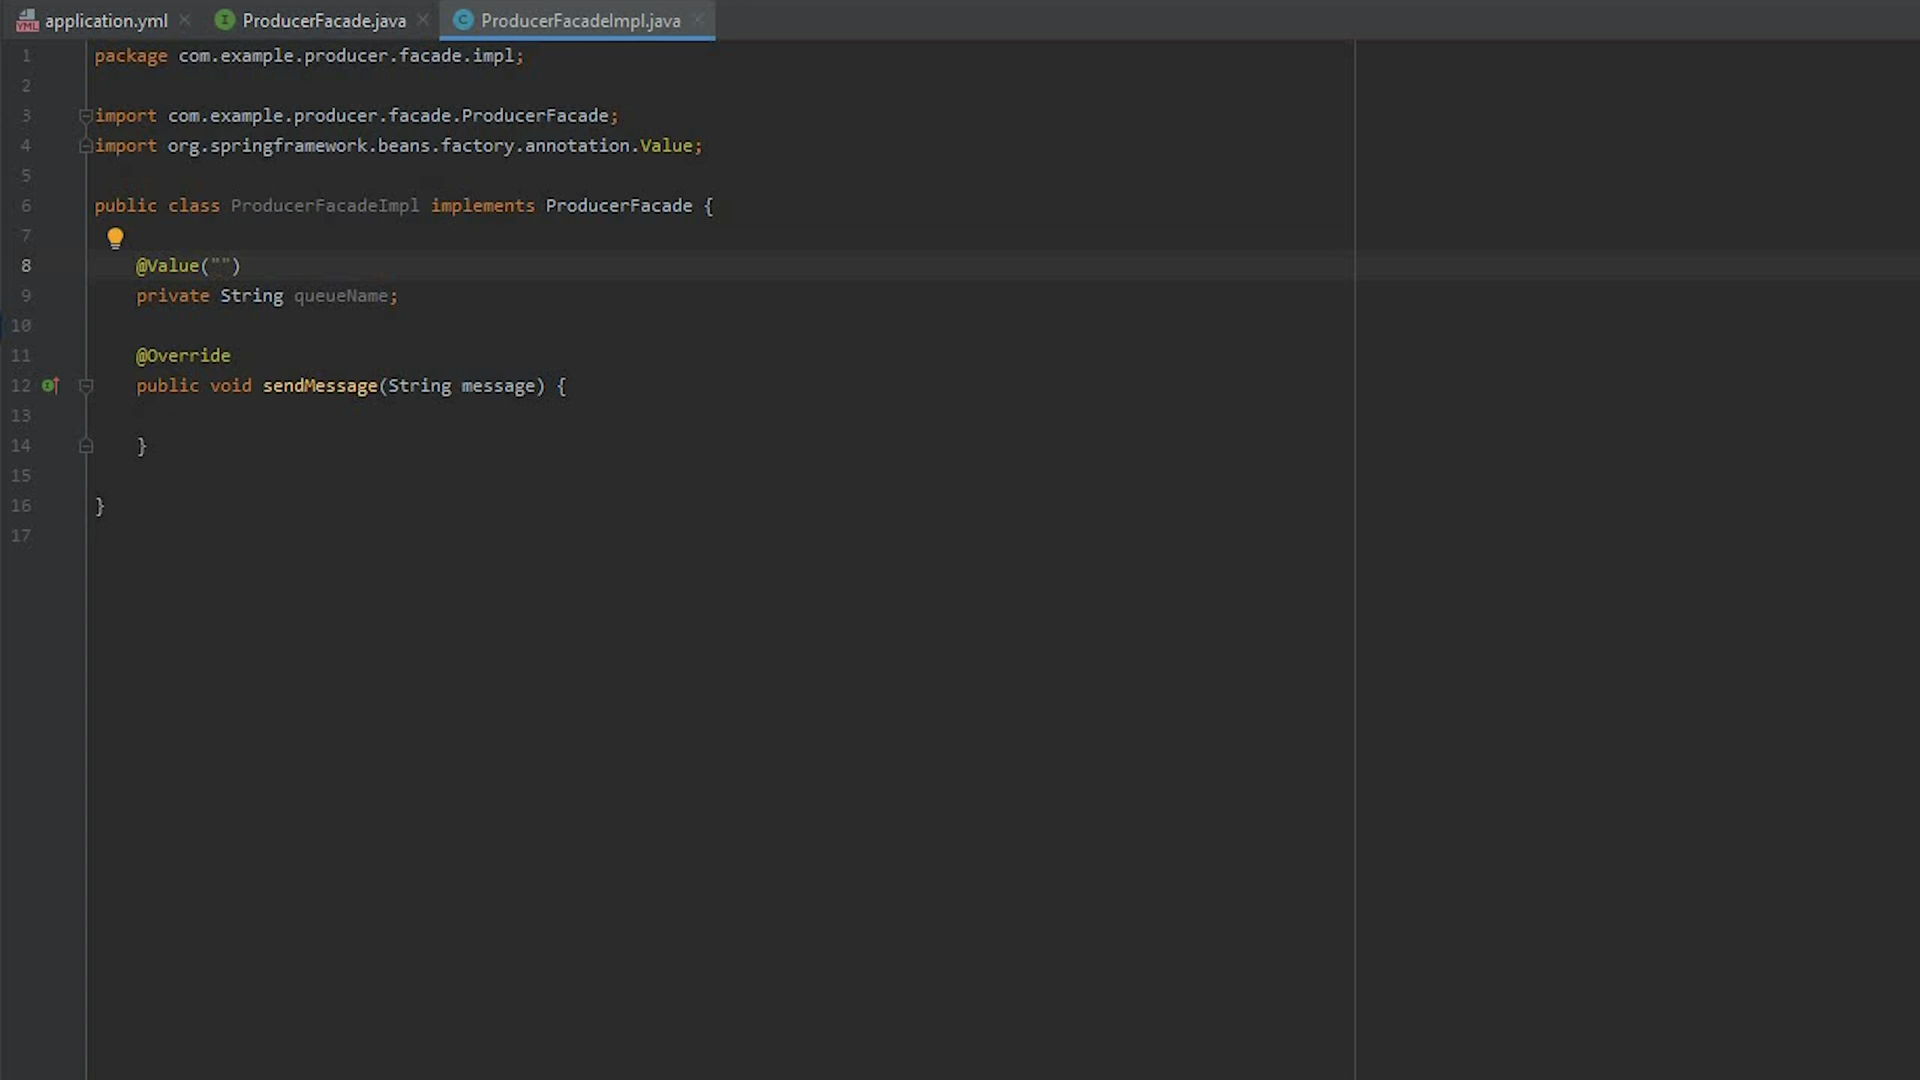 application.yml ProducerFacade.java ProducerFacadeImpl.java
1 package com.example.producer.facade.impl;
2
3 import com.example.producer.facade.ProducerFacade;
4 import org.springframework.beans.factory.annotation.Value;
5
6 public class ProducerFacadeImpl implements ProducerFacade {
7
8 @Value("")
9 private String queueName;
10
11 @Override
12 public void sendMessage(String message) {
13
14 }
15
16 }
17